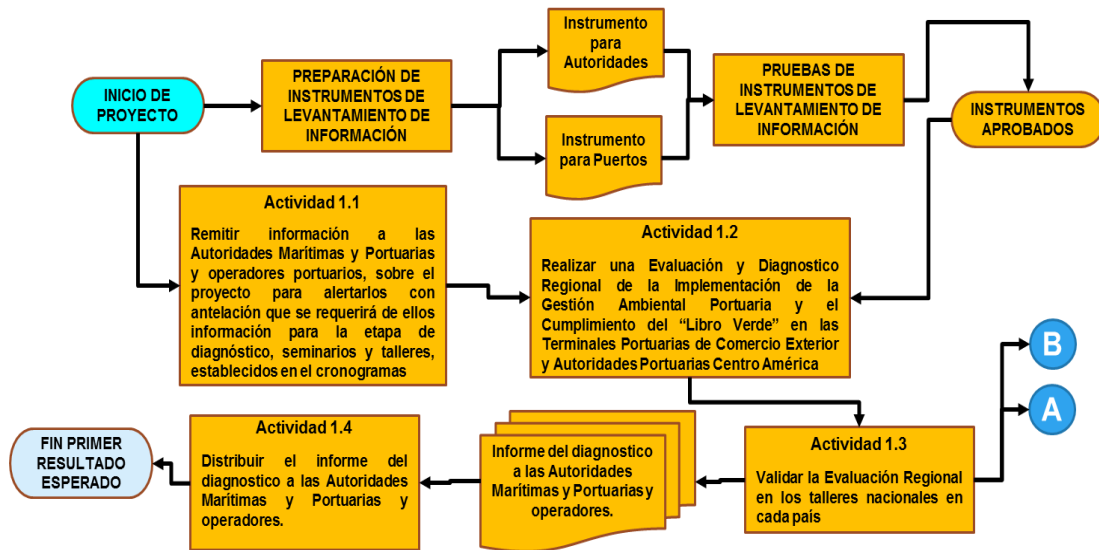 INICIO DE
PROYECTO
PREPARACIÓN DE
INSTRUMENTOS DE
LEVANTAMIENTO DE
INFORMACIÓN
Instrumento
para
Autoridades
Instrumento
para Puertos
PRUEBAS DE
INSTRUMENTOS DE
LEVANTAMIENTO DE
INFORMACIÓN
INSTRUMENTOS
APROBADOS
Actividad 1.1
Remitir información a las
Autoridades Marítimas y Portuarias
y operadores portuarios, sobre el
proyecto para alertarlos con
antelación que se requerirá de ellos
información para la etapa de
diagnóstico, seminarios y talleres,
establecidos en el cronogramas
Actividad 1.2
Realizar una Evaluación y Diagnostico
Regional de la Implementación de la
Gestión Ambiental Portuaria y el
Cumplimiento del “Libro Verde” en las
Terminales Portuarias de Comercio Exterior
y Autoridades Portuarias Centro América
B
A
Actividad 1.3
Validar la Evaluación Regional
en los talleres nacionales en
cada país
Informe del diagnostico
a las Autoridades
Marítimas y Portuarias y
operadores.
Actividad 1.4
Distribuir el informe del
diagnostico a las Autoridades
Marítimas y Portuarias y
operadores.
FIN PRIMER
RESULTADO
ESPERADO